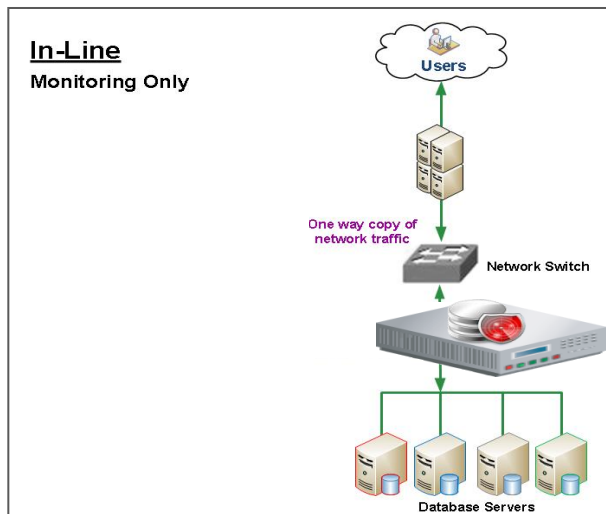 In-Line
Monitoring Only
Users
One way copy of
network traffic
Network Switch
Database Servers